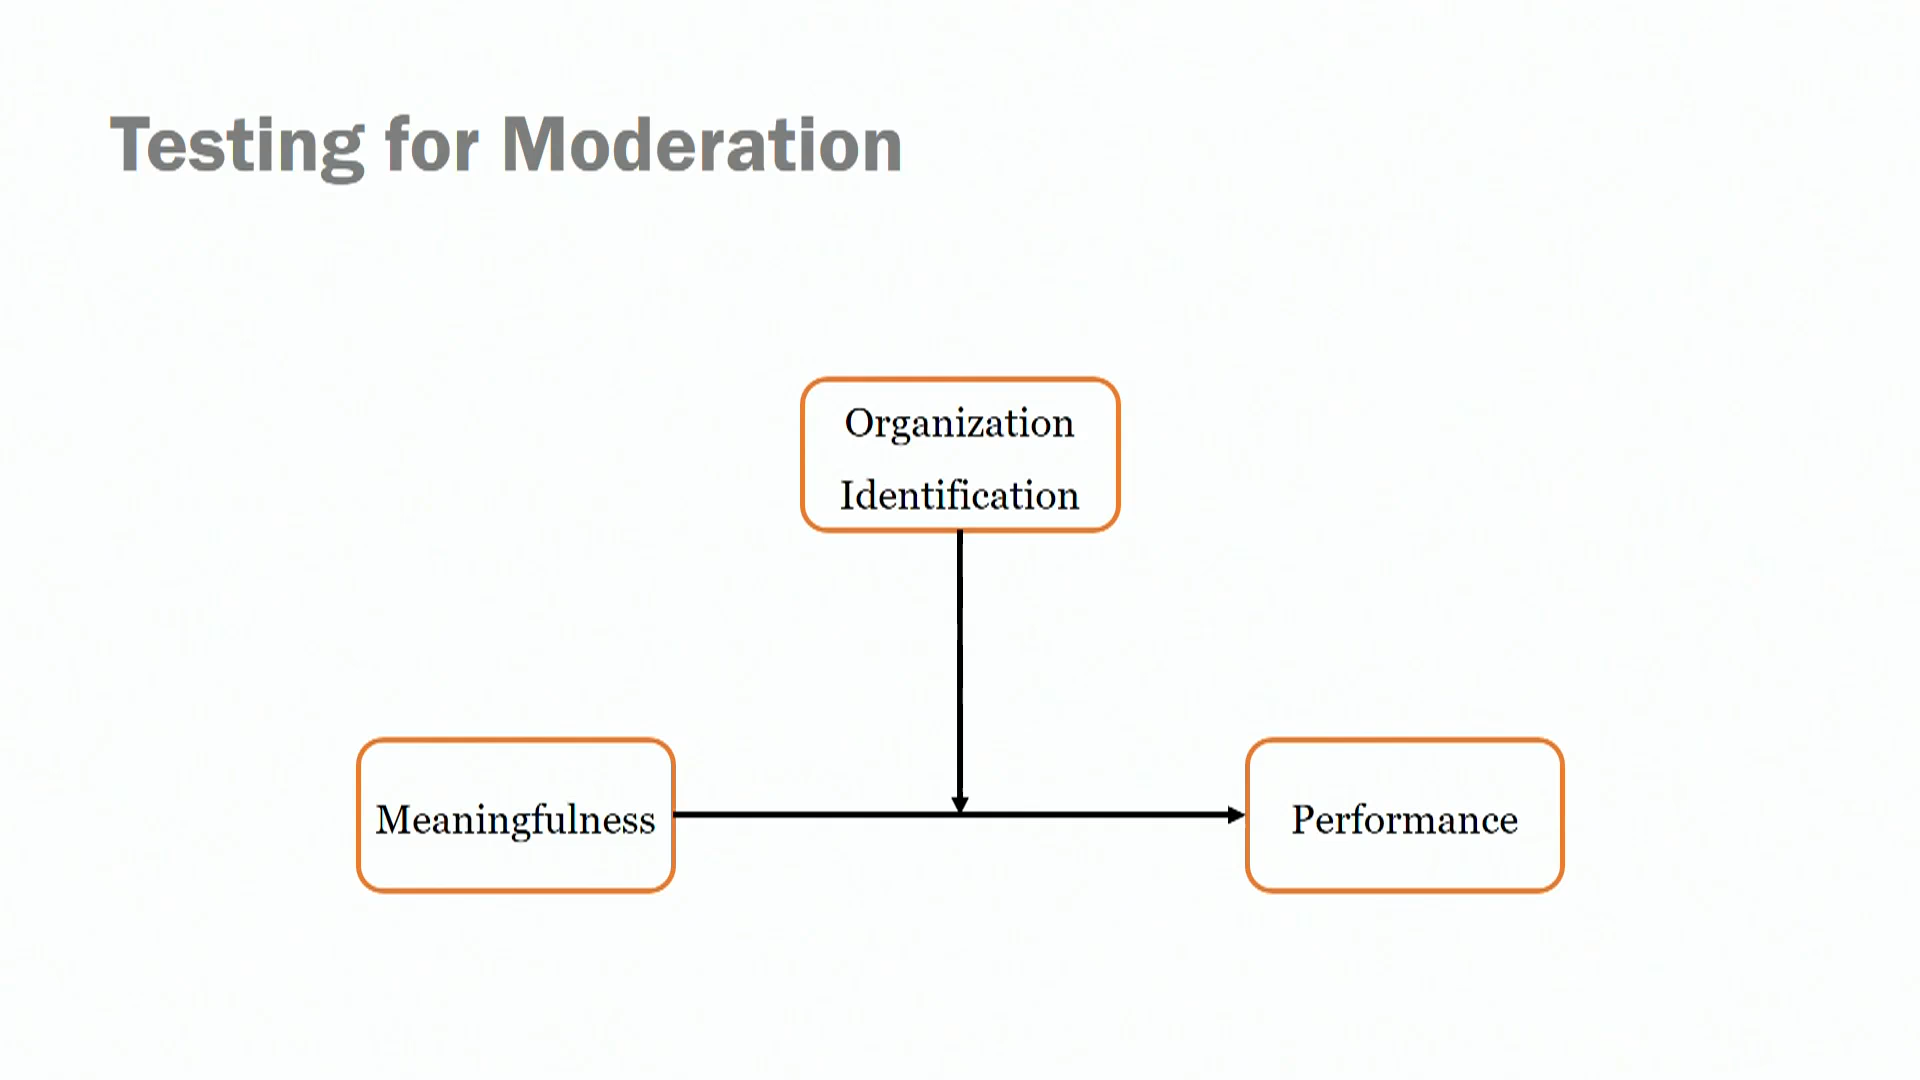 Testing for Moderation
Organization
Identification
Meaningfulness
Performance